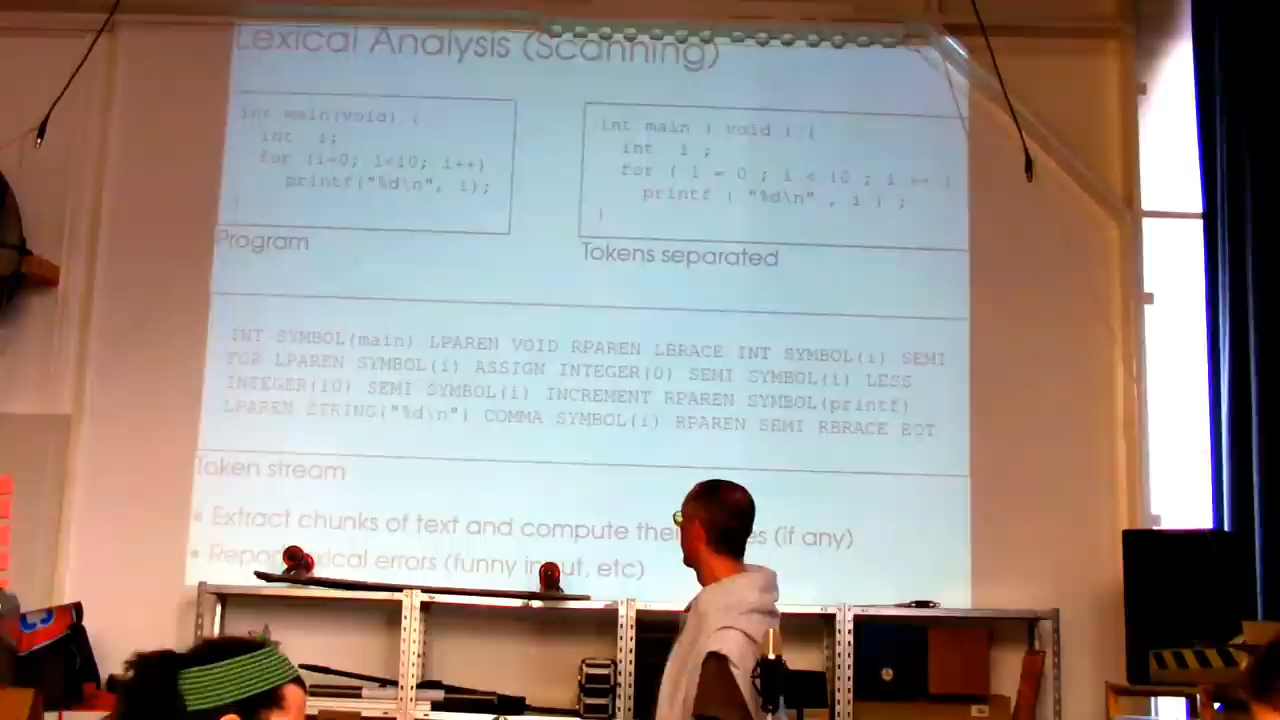 Lexical Analysis (Scanning)
int main(void) {
int i;
for (i=0; i<10; i++)
printf("%d\n", i);
}
Program
int main ( void ) {
int i ;
for ( i = 0 ; i < 10 ; i ++ )
printf ( "%d\n" , i ) ;
}
Tokens separated
INT SYMBOL(main) LPAREN VOID RPAREN LBRACE INT SYMBOL(i) SEMI
FOR LPAREN SYMBOL(i) ASSIGN INTEGER(0) SEMI SYMBOL(i) LESS
INTEGER(10) SEMI SYMBOL(i) INCREMENT RPAREN SYMBOL(printf)
LPAREN STRING("%d\n") COMMA SYMBOL(i) RPAREN SEMI RBRACE EOT
Token stream
• Extract chunks of text and compute (if any)
• lexical errors (funny input, etc)